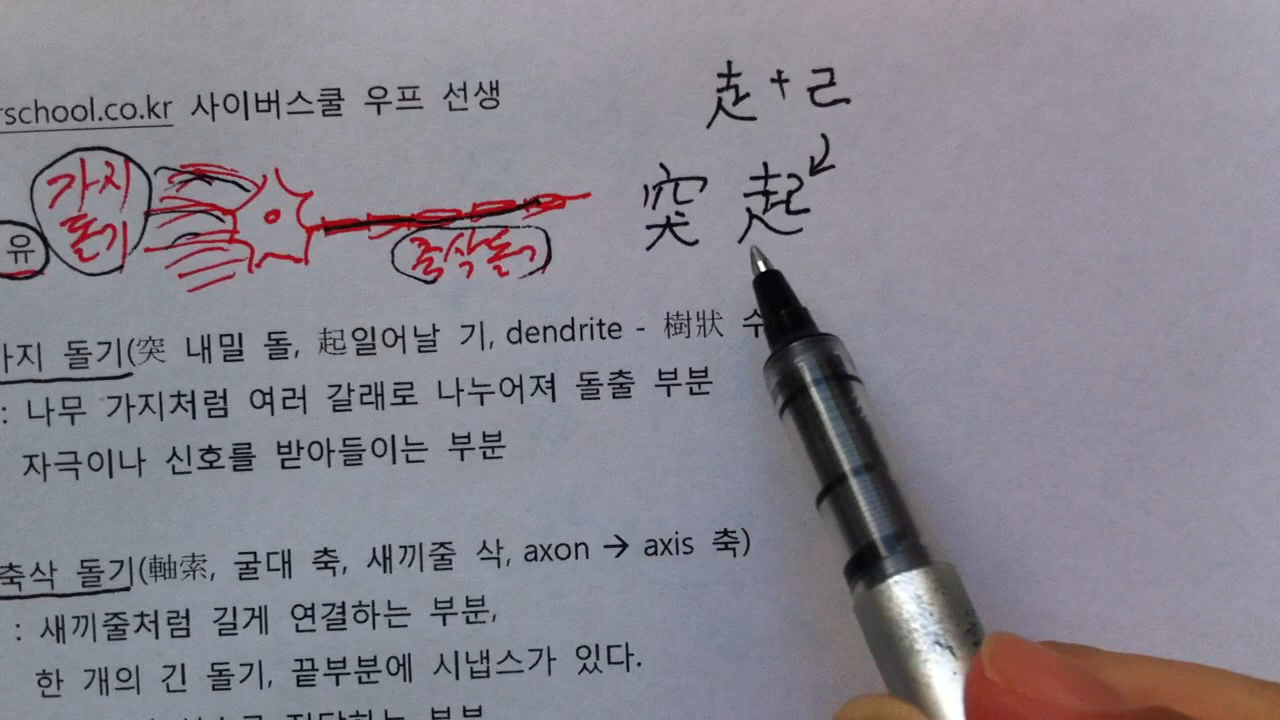 rschool.co.kr 사이버스쿨 우프 선생
走 + 己
가지
돌기
유
축삭돌기
突 起
가지 돌기(突 내밀 돌, 起일어날 기, dendrite - 樹狀 수
: 나무 가지처럼 여러 갈래로 나누어져 돌출 부분
자극이나 신호를 받아들이는 부분
축삭 돌기(軸索, 굴대 축, 새끼줄 삭, axon → axis 축)
: 새끼줄처럼 길게 연결하는 부분,
한 개의 긴 돌기, 끝부분에 시냅스가 있다.